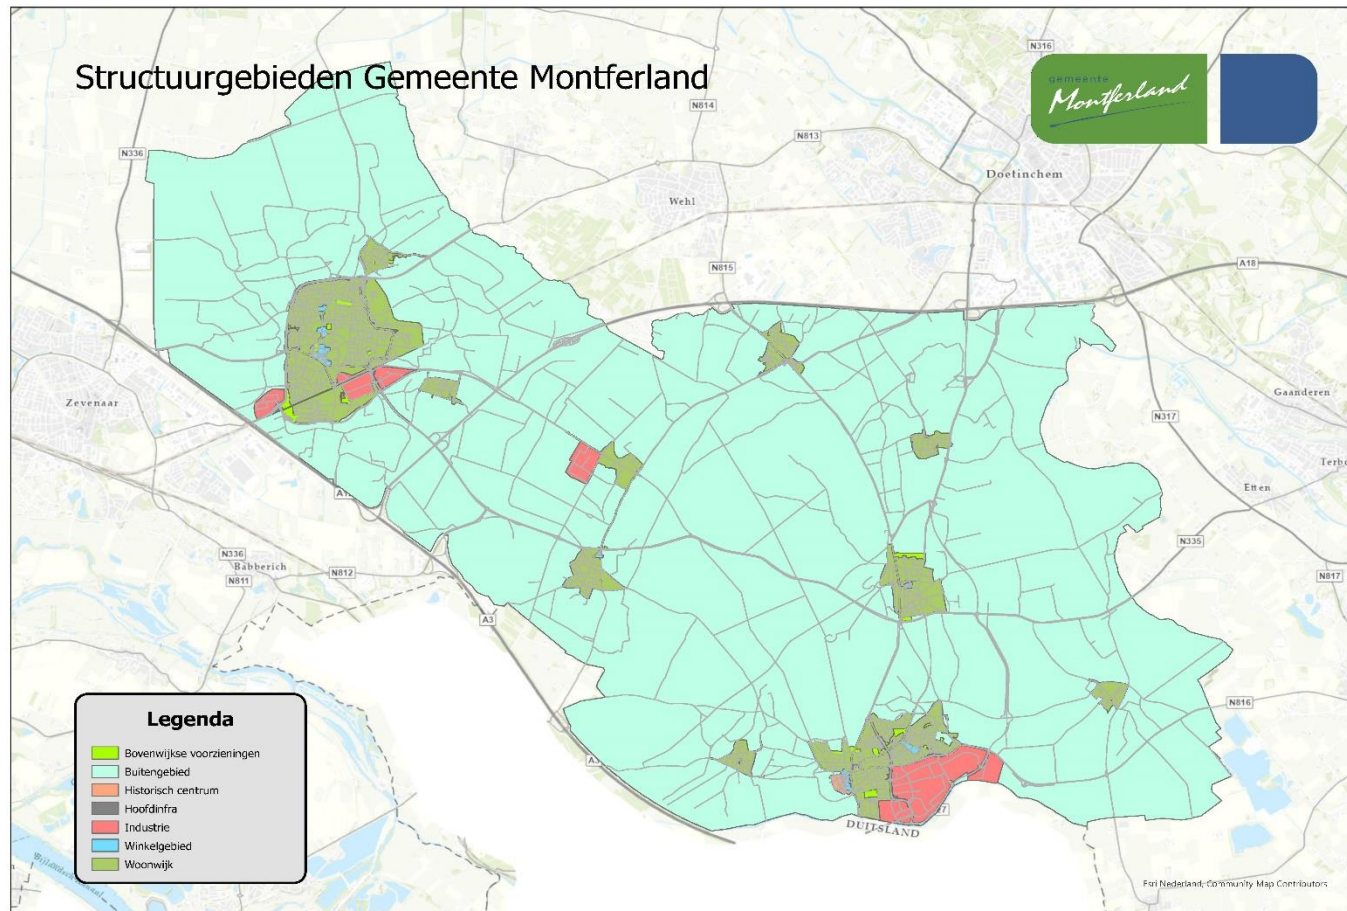 Structuurgebieden Gemeente Montferland
gemeente
Montferland
N316
N814
N813
N336
Doetinchem
Wehl
N815
A18
Zevenaar
Gaanderen
N317
Etten
N335
N336
Babberich
N811
N812
N817
A3
N816
DUITSLAND
Legenda
Bovenwijkse voorzieningen
Buitengebied
Historisch centrum
Hoofdinfra
Industrie
Winkelgebied
Woonwijk
Esri Nederland, Community Map Contributors